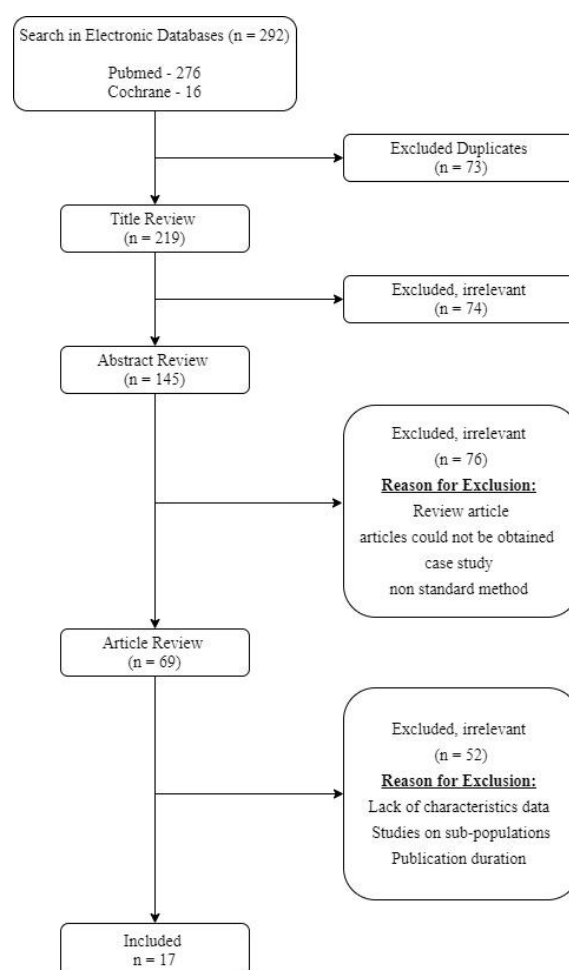 Search in Electronic Databases (n = 292)
Pubmed - 276
Cochrane - 16
Excluded Duplicates
(n = 73)
Title Review
(n = 219)
Excluded, irrelevant
(n = 74)
Abstract Review
(n = 145)
Excluded, irrelevant
(n = 76)
Reason for Exclusion:
Review article
articles could not be obtained
case study
non standard method
Article Review
(n = 69)
Excluded, irrelevant
(n = 52)
Reason for Exclusion:
Lack of characteristics data
Studies on sub-populations
Publication duration
Included
n = 17